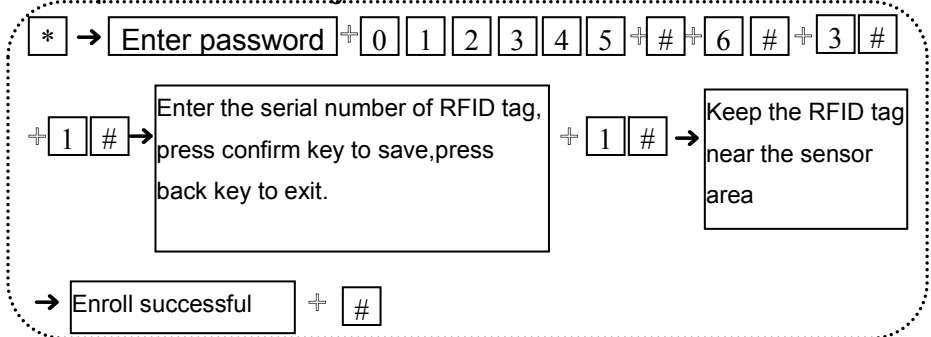 * → Enter password + 0 1 2 3 4 5 + # + 6 # + 3 #
Enter the serial number of RFID tag,
press confirm key to save,press
back key to exit.
+ 1 # →
+ 1 # →
Keep the RFID tag
near the sensor
area
→ Enroll successful + #